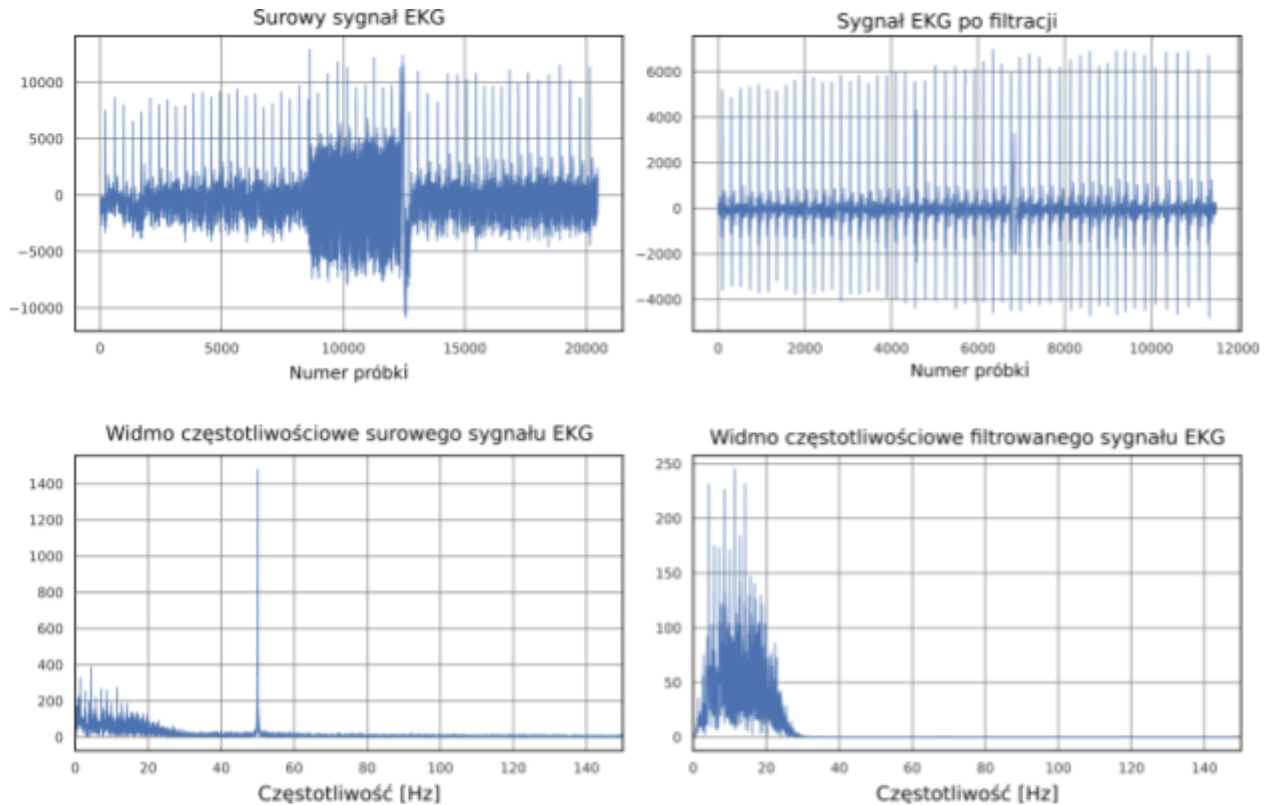 Surowy sygnał EKG
10000
5000
0
−5000
−10000
0 5000 10000 15000 20000
Numer próbki
Sygnał EKG po filtracji
6000
4000
2000
0
−2000
−4000
0 2000 4000 6000 8000 10000 12000
Numer próbki
Widmo częstotliwościowe surowego sygnału EKG
1400
1200
1000
800
600
400
200
0
0 20 40 60 80 100 120 140
Częstotliwość [Hz]
Widmo częstotliwościowe filtrowanego sygnału EKG
250
200
150
100
50
0
0 20 40 60 80 100 120 140
Częstotliwość [Hz]